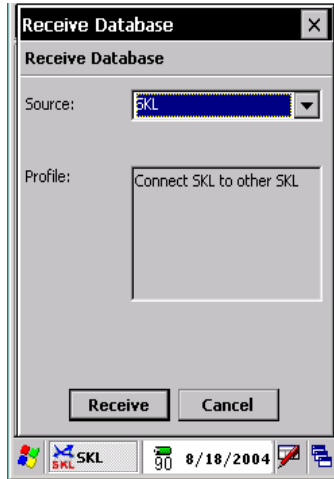 Receive Database
Receive Database
Source: SKL
Profile: Connect SKL to other SKL
Receive Cancel
SKL SKL 90 8/18/2004